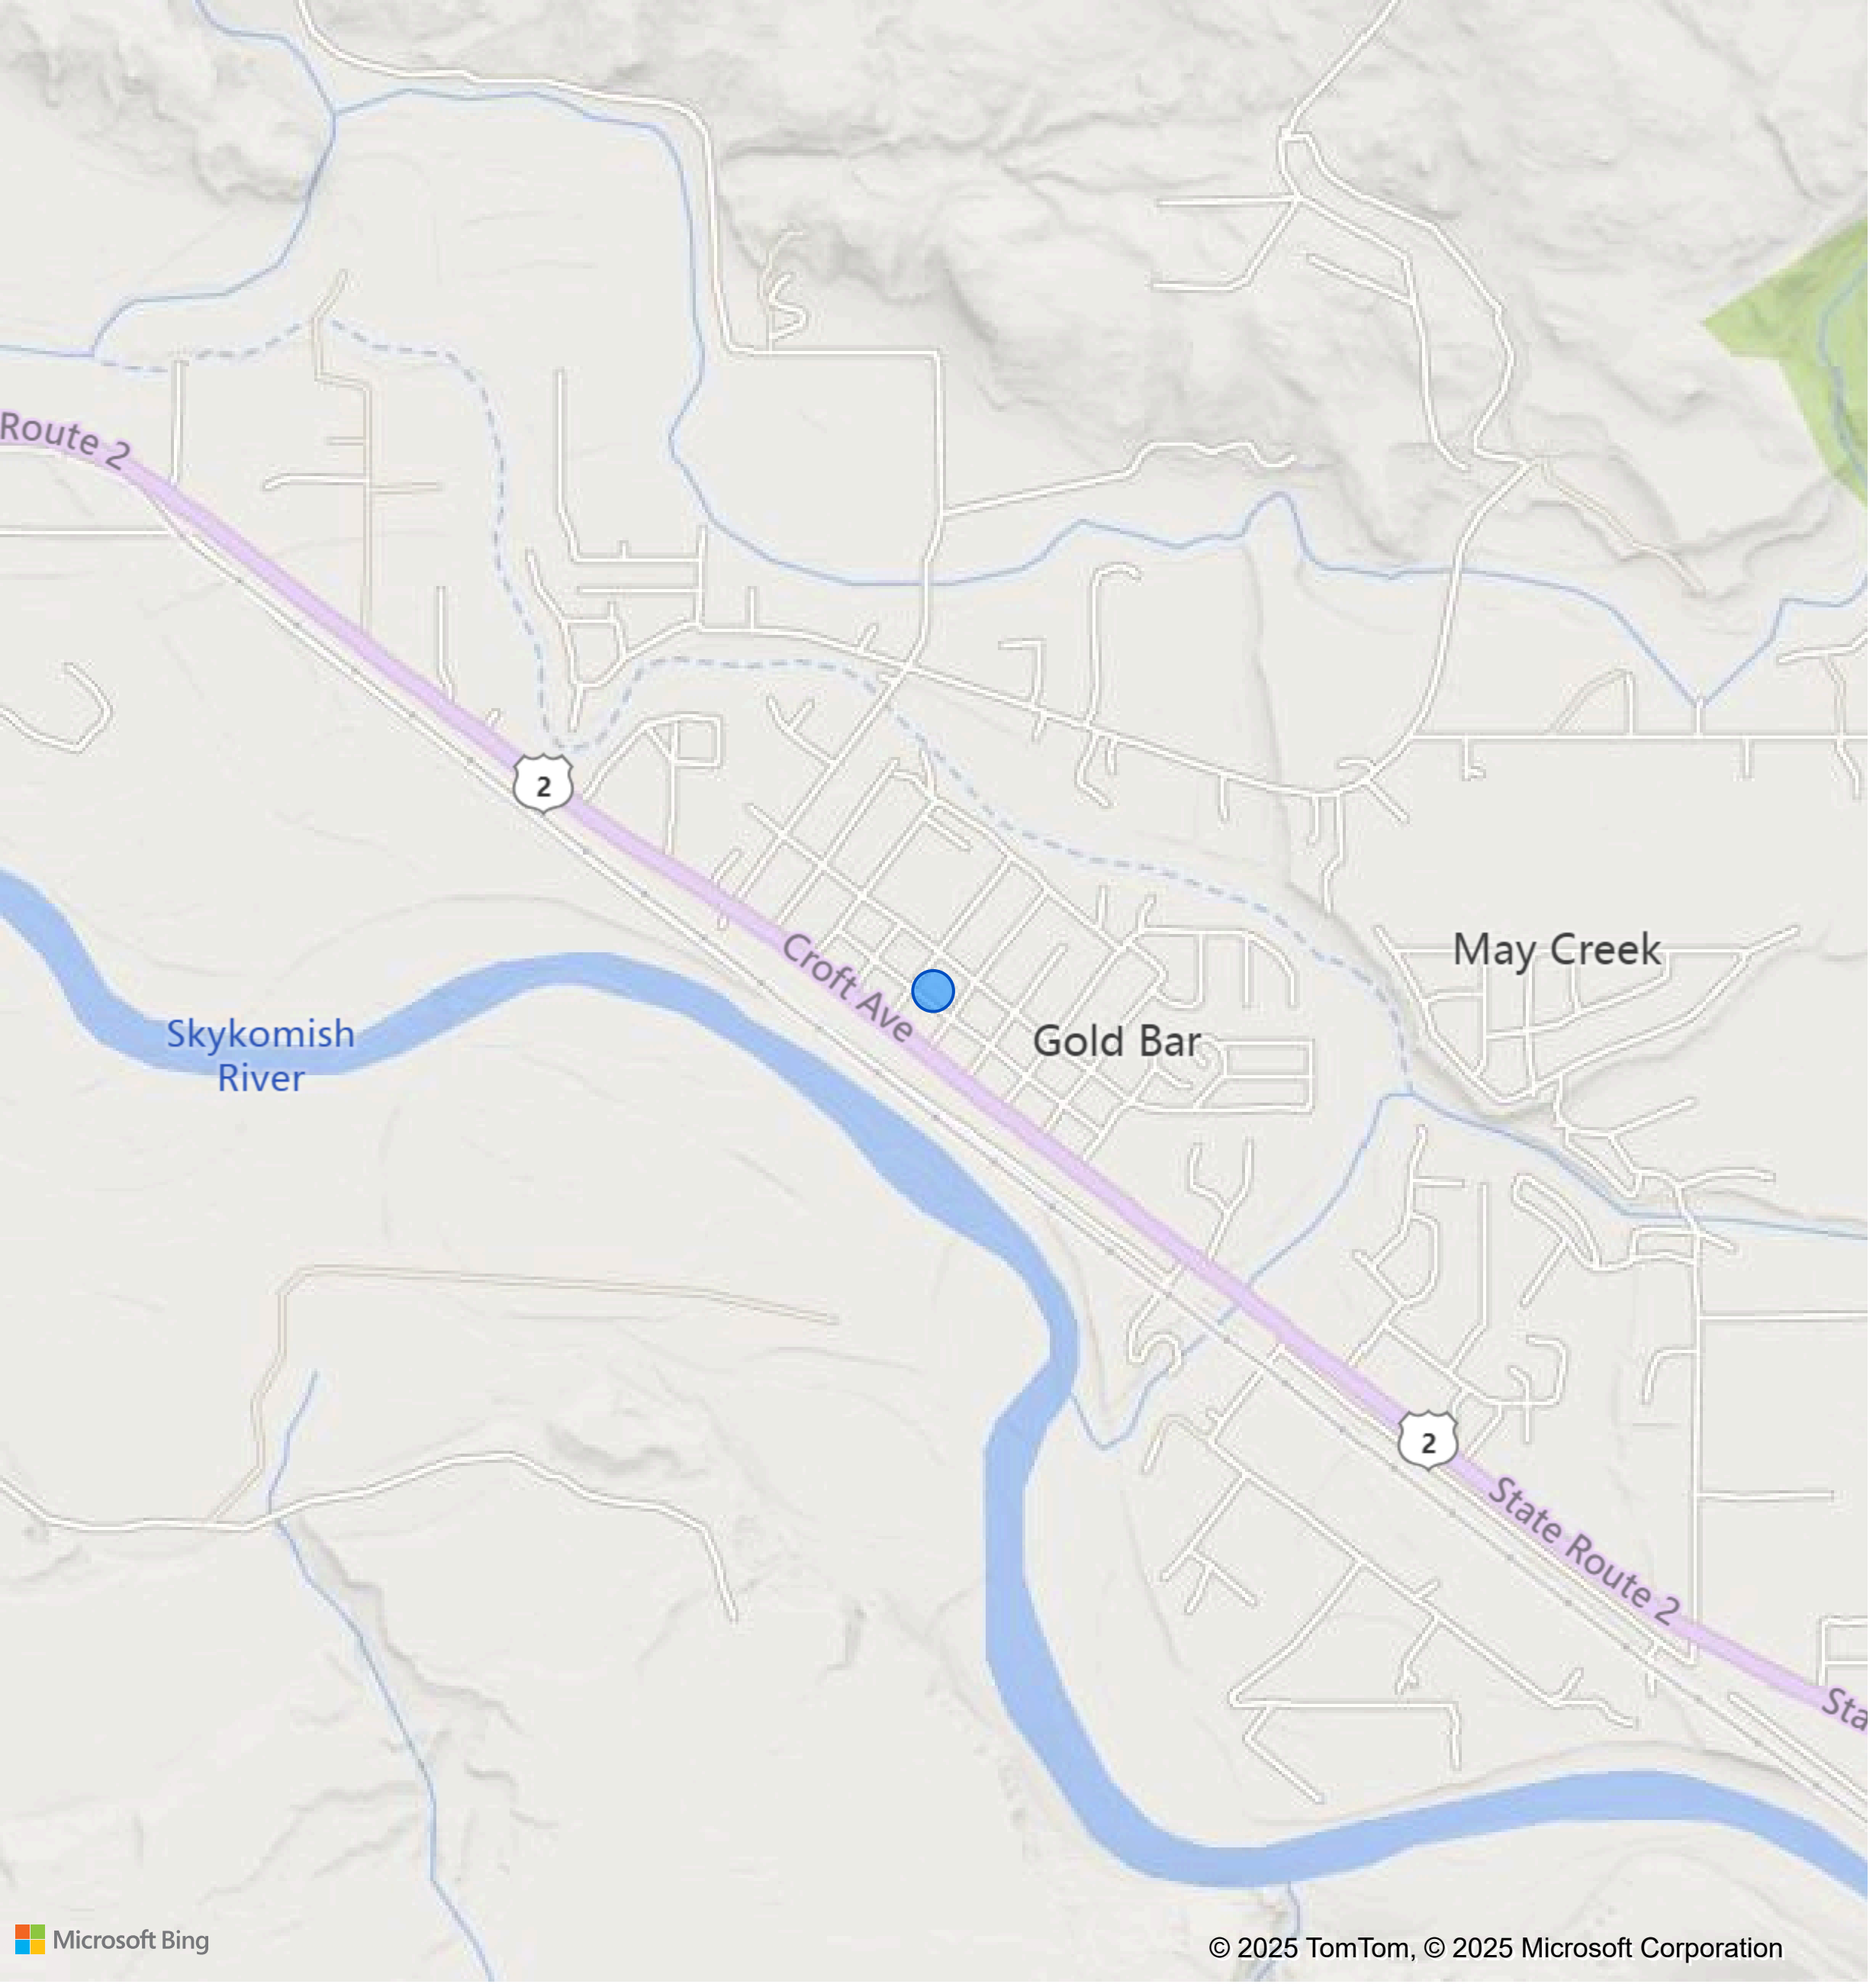 Route 2
2
Croft Ave
May Creek
Gold Bar
Skykomish
River
2
State Route 2
Sta
Microsoft Bing
© 2025 TomTom, © 2025 Microsoft Corporation